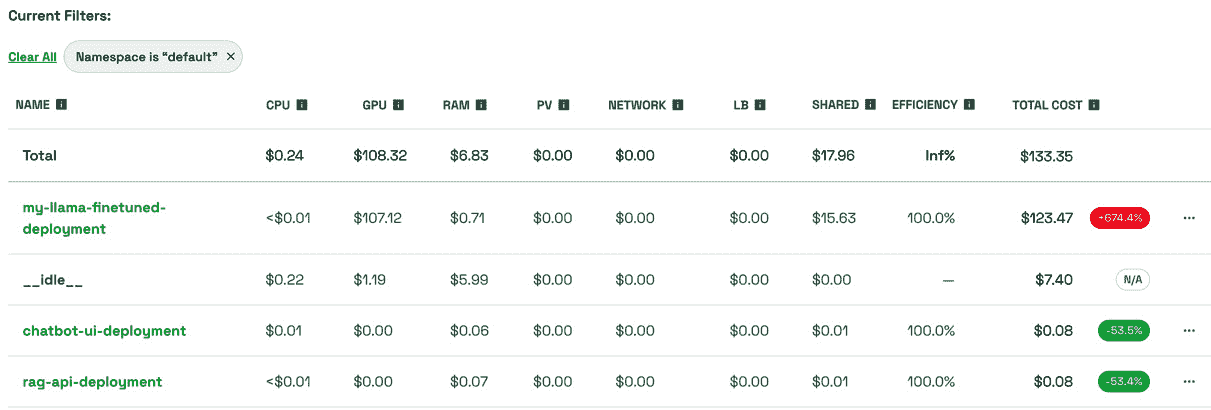 Current Filters:
Clear All Namespace is “default” ✕
NAME CPU GPU RAM PV NETWORK LB SHARED EFFICIENCY TOTAL COST
Total $0.24 $108.32 $6.83 $0.00 $0.00 $0.00 $17.96 Inf% $133.35
my-llama-finetuned-
deployment <$0.01 $107.12 $0.71 $0.00 $0.00 $0.00 $15.63 100.0% $123.47 +674.4% ...
__idle__ $0.22 $1.19 $5.99 $0.00 $0.00 $0.00 $0.00 — $7.40 N/A
chatbot-ui-deployment $0.01 $0.00 $0.06 $0.00 $0.00 $0.00 $0.01 100.0% $0.08 -53.5% ...
rag-api-deployment <$0.01 $0.00 $0.07 $0.00 $0.00 $0.00 $0.01 100.0% $0.08 -53.4% ...